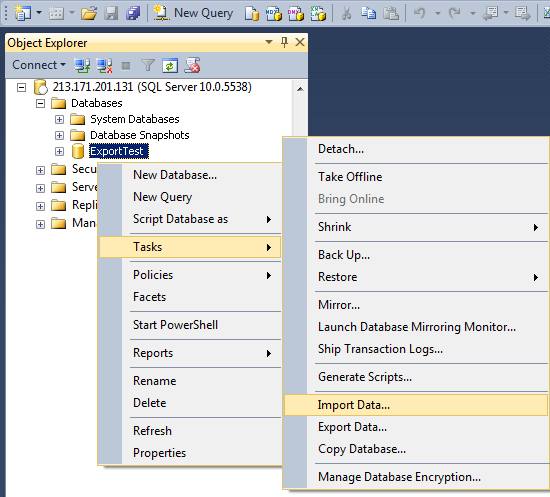 New Query
Object Explorer
Connect
213.171.201.131 (SQL Server 10.0.5538)
Databases
System Databases
Database Snapshots
ExportTest
Secu
Serve
Repli
Mana
New Database...
New Query
Script Database as
Tasks
Policies
Facets
Start PowerShell
Reports
Rename
Delete
Refresh
Properties
Detach...
Take Offline
Bring Online
Shrink
Back Up...
Restore
Mirror...
Launch Database Mirroring Monitor...
Ship Transaction Logs...
Generate Scripts...
Import Data...
Export Data...
Copy Database...
Manage Database Encryption...